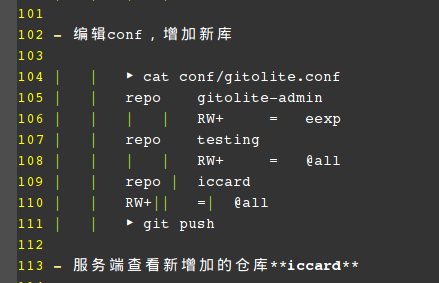 101
102 - 编辑conf，增加新库
103
104 | | ▸ cat conf/gitolite.conf
105 | | repo gitolite-admin
106 | | | | RW+ = eexp
107 | | repo testing
108 | | | | RW+ = @all
109 | | repo | iccard
110 | | RW+|| =| @all
111 | | ▸ git push
112
113 - 服务端查看新增加的仓库**iccard**